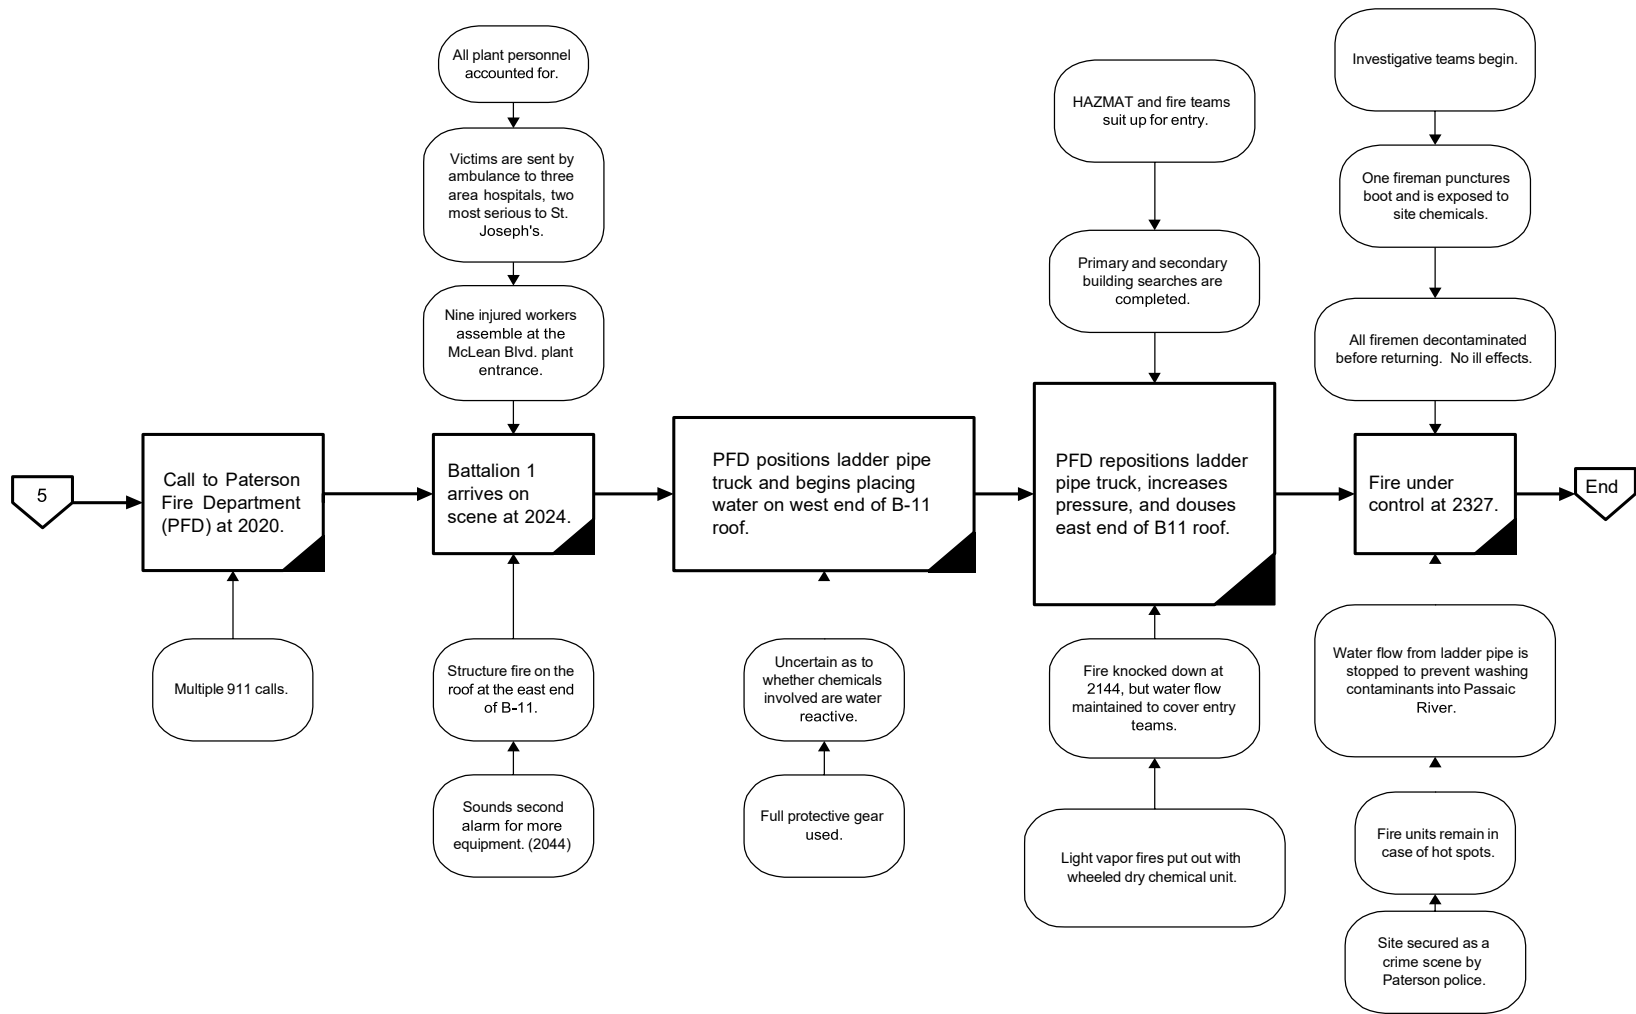 All plant personnel
accounted for.
Victims are sent by
ambulance to three
area hospitals, two
most serious to St.
Joseph's.
Nine injured workers
assemble at the
McLean Blvd. plant
entrance.
HAZMAT and fire teams
suit up for entry.
Primary and secondary
building searches are
completed.
Investigative teams begin.
One fireman punctures
boot and is exposed to
site chemicals.
All firemen decontaminated
before returning.  No ill effects.
5
Call to Paterson
Fire Department
(PFD) at 2020.
Battalion 1
arrives on
scene at 2024.
PFD positions ladder pipe
truck and begins placing
water on west end of B-11
roof.
PFD repositions ladder
pipe truck, increases
pressure, and douses
east end of B11 roof.
Fire under
control at 2327.
End
Multiple 911 calls.
Structure fire on the
roof at the east end
of B-11.
Sounds second
alarm for more
equipment. (2044)
Uncertain as to
whether chemicals
involved are water
reactive.
Full protective gear
used.
Fire knocked down at
2144, but water flow
maintained to cover entry
teams.
Light vapor fires put out with
wheeled dry chemical unit.
Water flow from ladder pipe is
stopped to prevent washing
contaminants into Passaic
River.
Fire units remain in
case of hot spots.
Site secured as a
crime scene by
Paterson police.